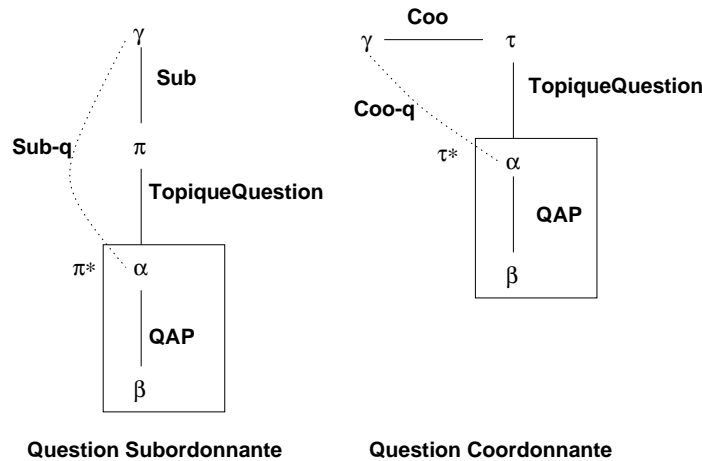 γ
Sub
Sub-q
π
TopiqueQuestion
π*
α
QAP
β
Question Subordonnante
Coo
γ
τ
TopiqueQuestion
Coo-q
τ*
α
QAP
β
Question Coordonnante